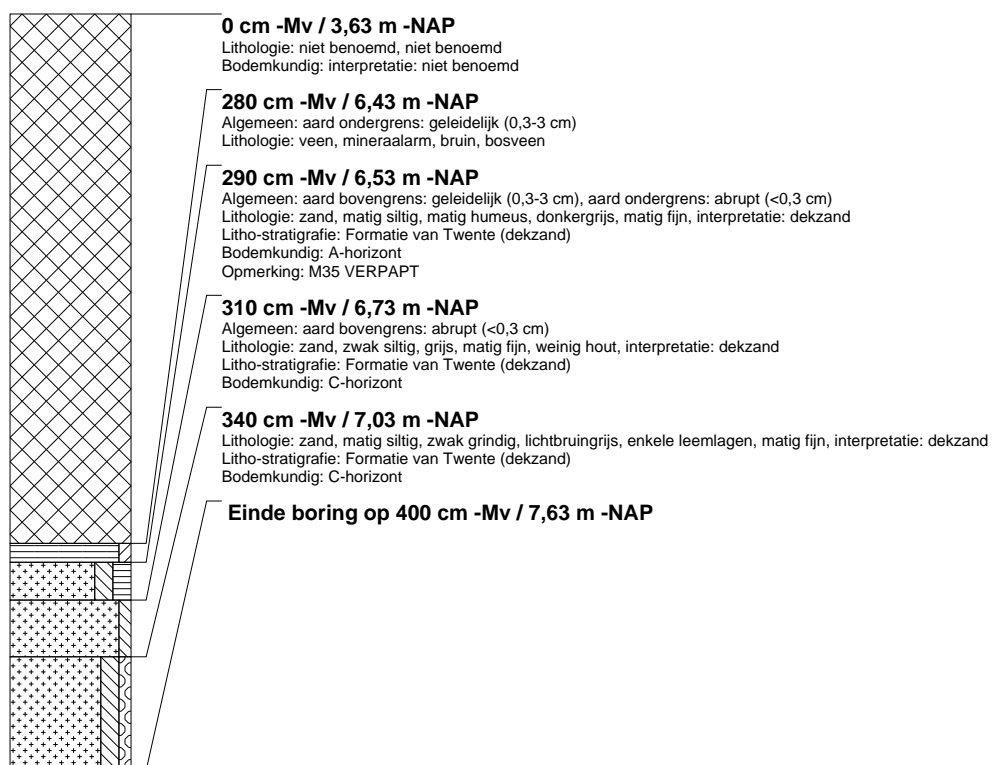 0 cm -Mv / 3,63 m -NAP
Lithologie: niet benoemd, niet benoemd
Bodemkundig: interpretatie: niet benoemd
280 cm -Mv / 6,43 m -NAP
Algemeen: aard ondergrens: geleidelijk (0,3-3 cm)
Lithologie: veen, mineraalarm, bruin, bosveen
290 cm -Mv / 6,53 m -NAP
Algemeen: aard bovengrens: geleidelijk (0,3-3 cm), aard ondergrens: abrupt (<0,3 cm)
Lithologie: zand, matig siltig, matig humeus, donkergrijs, matig fijn, interpretatie: dekzand
Litho-stratigrafie: Formatie van Twente (dekzand)
Bodemkundig: A-horizont
Opmerking: M35 VERPAPT
310 cm -Mv / 6,73 m -NAP
Algemeen: aard bovengrens: abrupt (<0,3 cm)
Lithologie: zand, zwak siltig, grijs, matig fijn, weinig hout, interpretatie: dekzand
Litho-stratigrafie: Formatie van Twente (dekzand)
Bodemkundig: C-horizont
340 cm -Mv / 7,03 m -NAP
Lithologie: zand, matig siltig, zwak grindig, lichtbruingrijs, enkele leemlagen, matig fijn, interpretatie: dekzand
Litho-stratigrafie: Formatie van Twente (dekzand)
Bodemkundig: C-horizont
Einde boring op 400 cm -Mv / 7,63 m -NAP